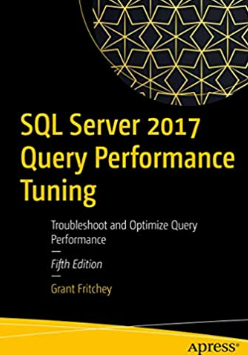 SQL Server 2017
Query Performance
Tuning
Troubleshoot and Optimize Query
Performance
—
Fifth Edition
—
Grant Fritchey
Apress®